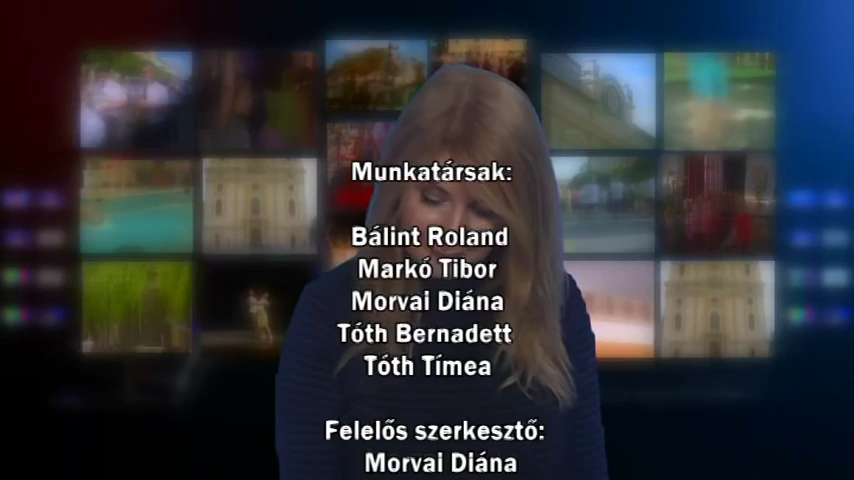 Munkatársak:
Bálint Roland
Markó Tibor
Morvai Diána
Tóth Bernadett
Tóth Tímea
Felelős szerkesztő:
Morvai Diána